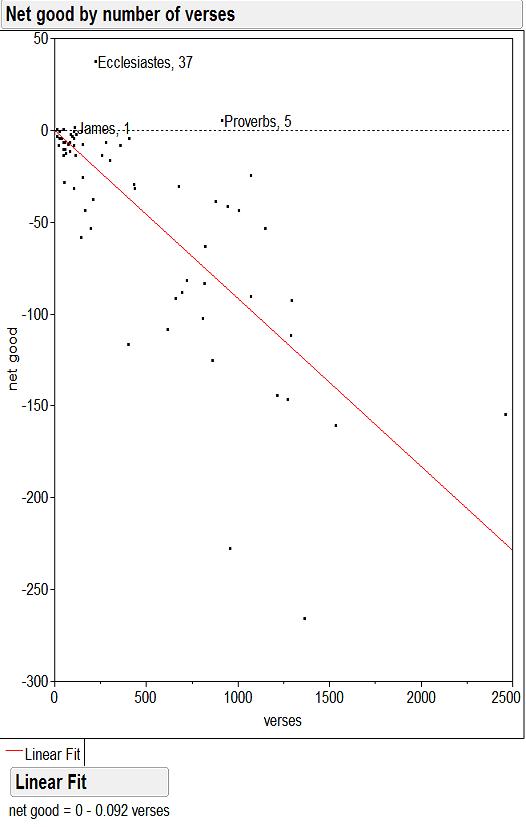 Net good by number of verses
50
Ecclesiastes, 37
Proverbs, 5
James, 1
0
-50
-100
net good
-150
-200
-250
-300
0 500 1000 1500 2000 2500
verses
Linear Fit
Linear Fit
net good = 0 - 0.092 verses